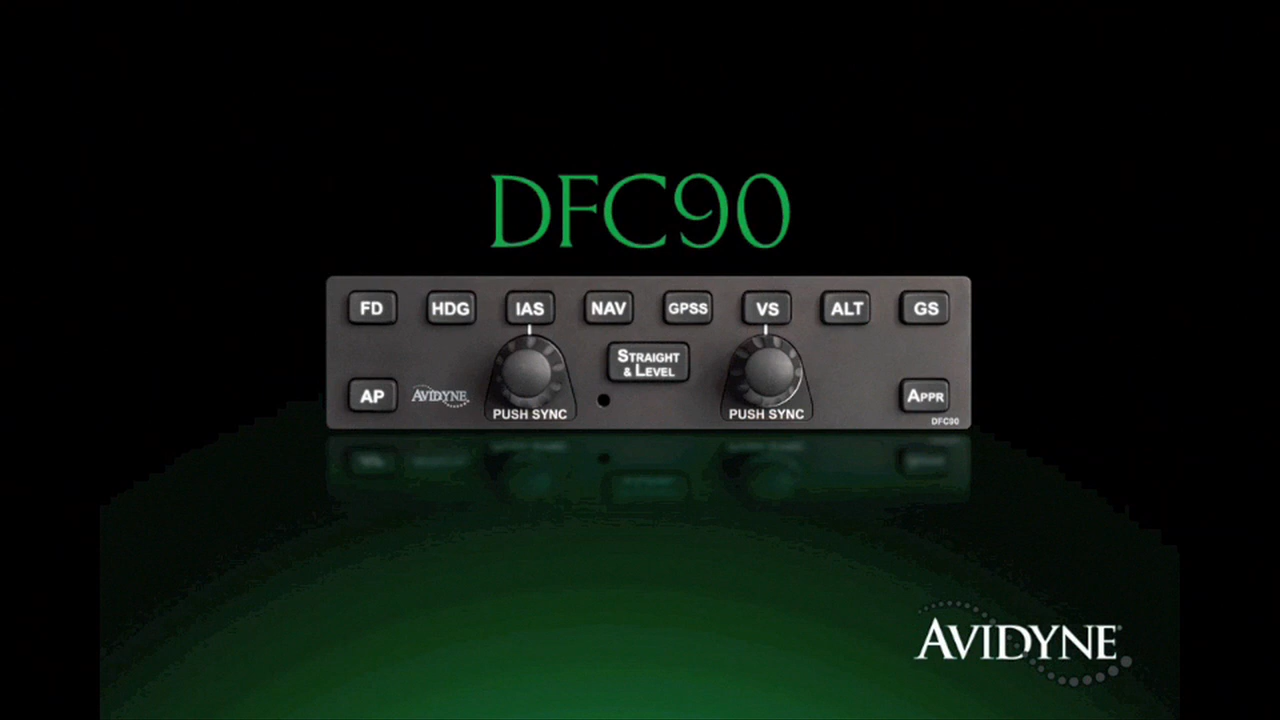 DFC90
FD HDG IAS NAV GPSS VS ALT GS
STRAIGHT
& LEVEL
AP AVIDYNE APPR
PUSH SYNC PUSH SYNC
DFC90
AVIDYNE